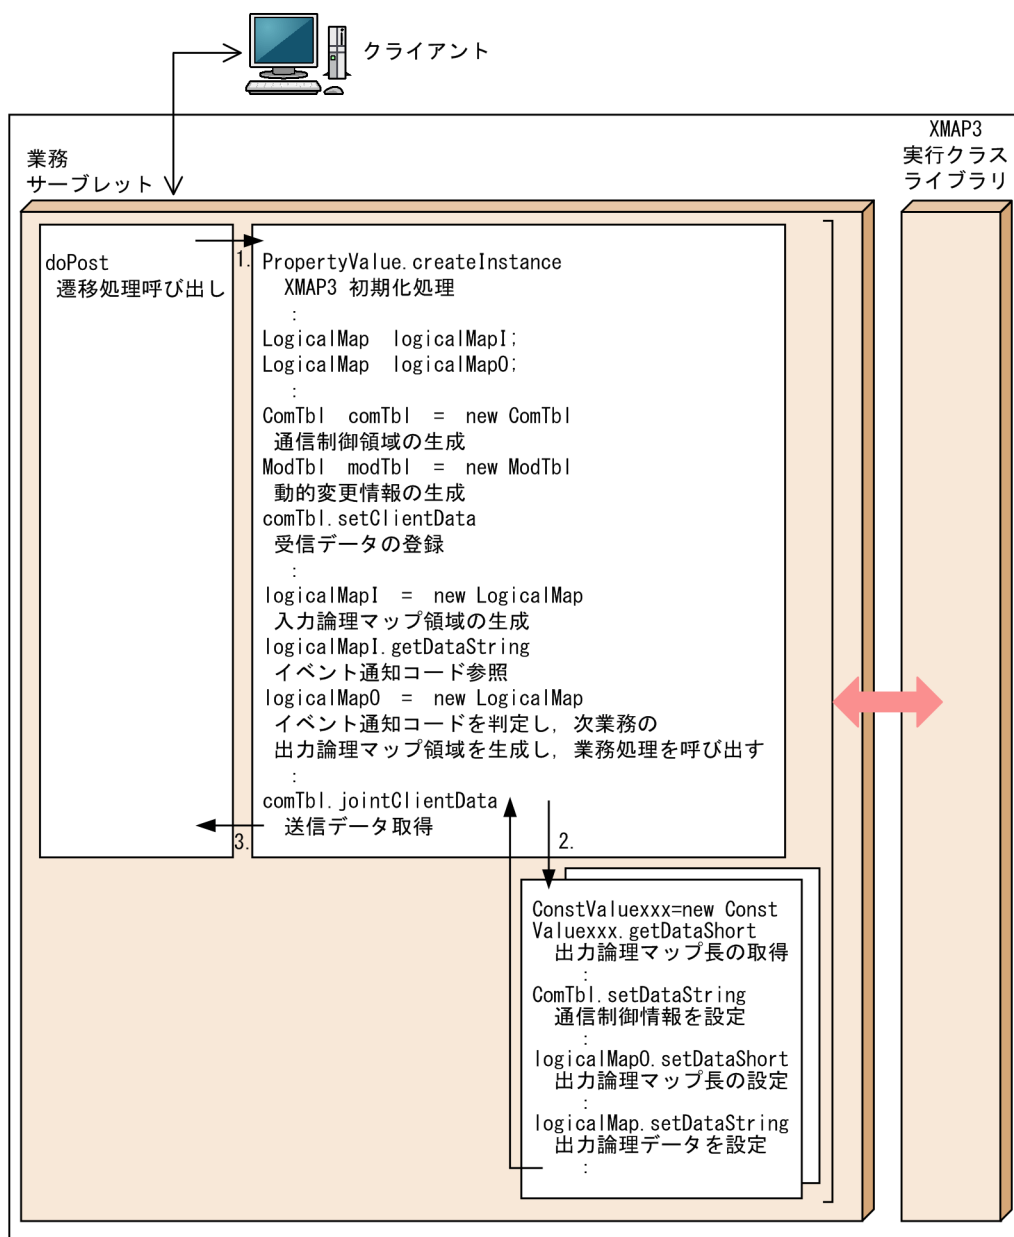 クライアント
XMAP3
実行クラス
ライブラリ
業務
サーブレット
doPost
遷移処理呼び出し
1.
PropertyValue.createInstance
XMAP3 初期化処理
:
LogicalMap logicalMapI;
LogicalMap logicalMapO;
:
ComTbl comTbl = new ComTbl
通信制御領域の生成
ModTbl modTbl = new ModTbl
動的変更情報の生成
comTbl.setClientData
受信データの登録
:
logicalMapI = new LogicalMap
入力論理マップ領域の生成
logicalMapI.getDataString
イベント通知コード参照
logicalMapO = new LogicalMap
イベント通知コードを判定し，次業務の
出力論理マップ領域を生成し，業務処理を呼び出す
:
comTbl.jointClientData
送信データ取得
3.
2.
ConstValuexxx=new Const
Valuexxx.getDataShort
出力論理マップ長の取得
:
ComTbl.setDataString
通信制御情報を設定
:
logicalMapO.setDataShort
出力論理マップ長の設定
:
logicalMap.setDataString
出力論理データを設定
: